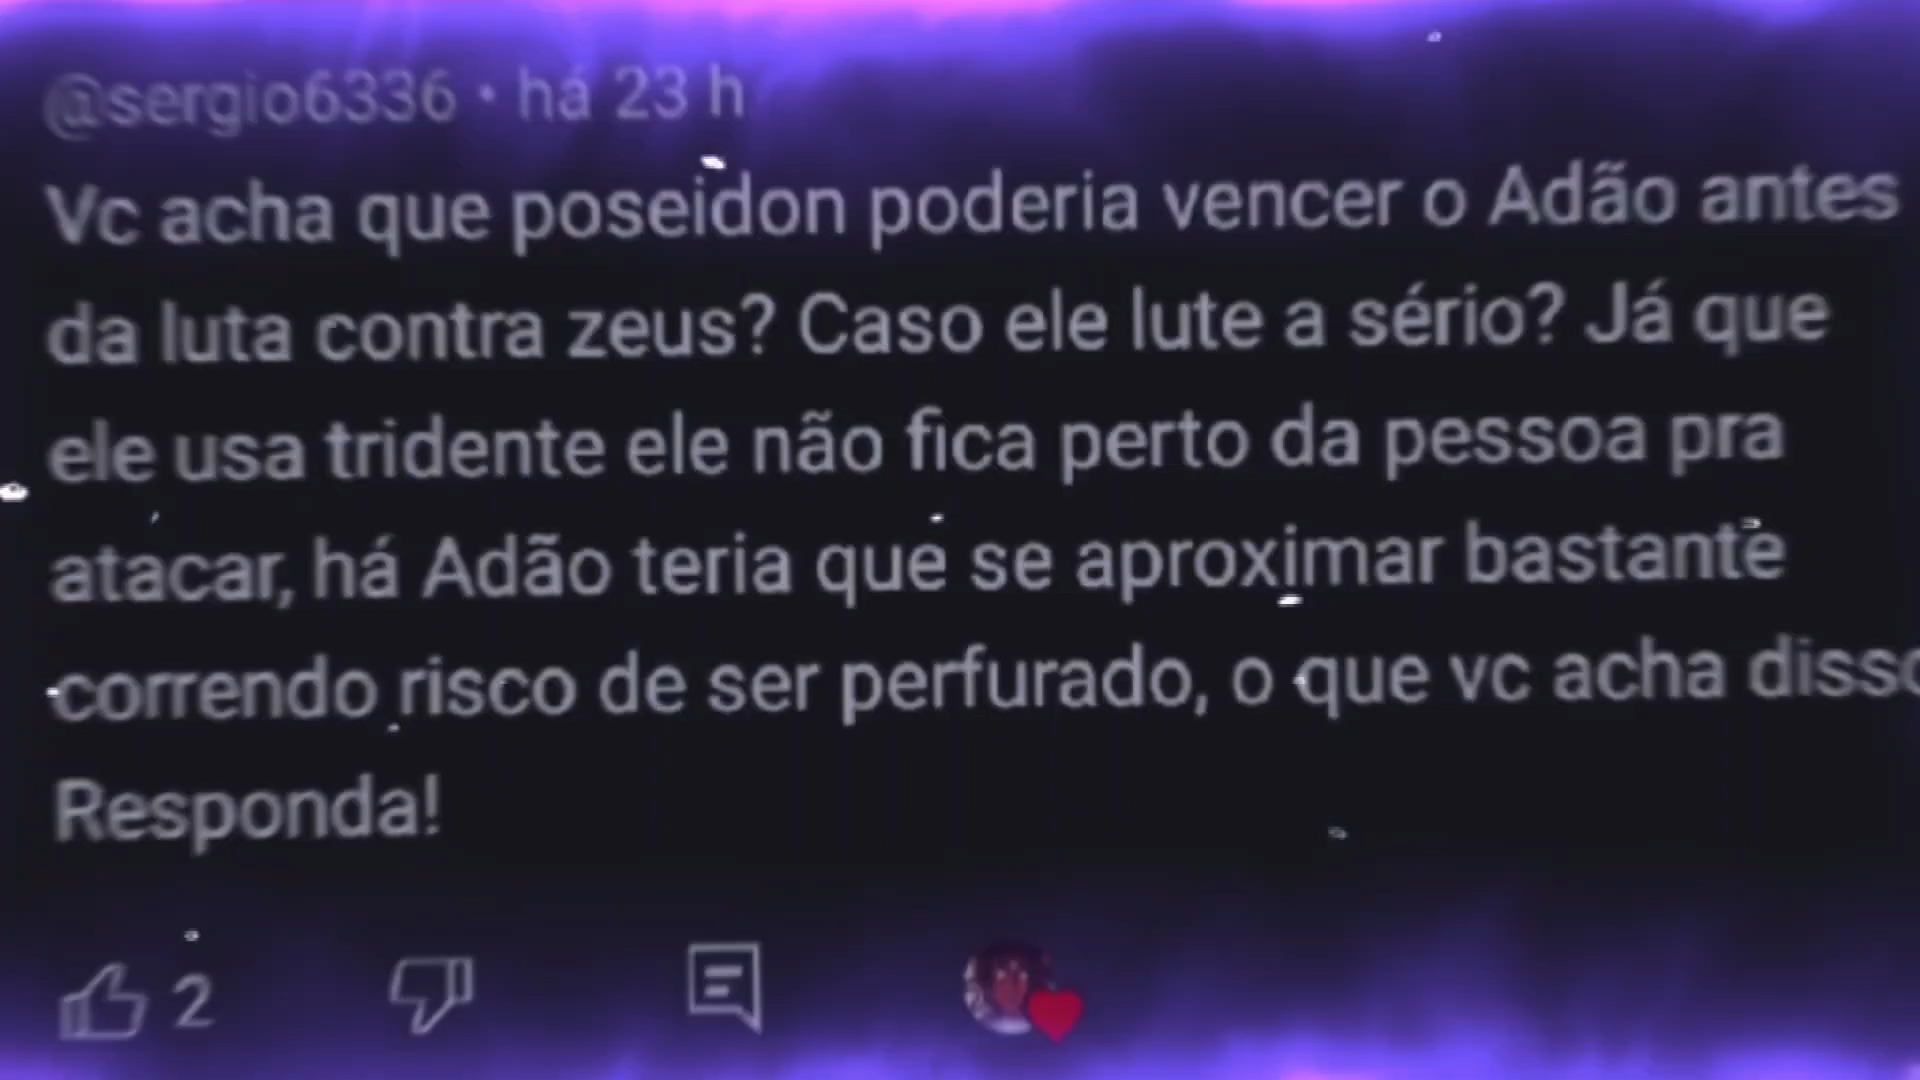 @sergio6336 • há 23 h
Vc acha que poseidon poderia vencer o Adão antes
da luta contra zeus? Caso ele lute a sério? Já que
ele usa tridente ele não fica perto da pessoa pra
atacar, há Adão teria que se aproximar bastante
correndo risco de ser perfurado, o que vc acha disso
Responda!
2